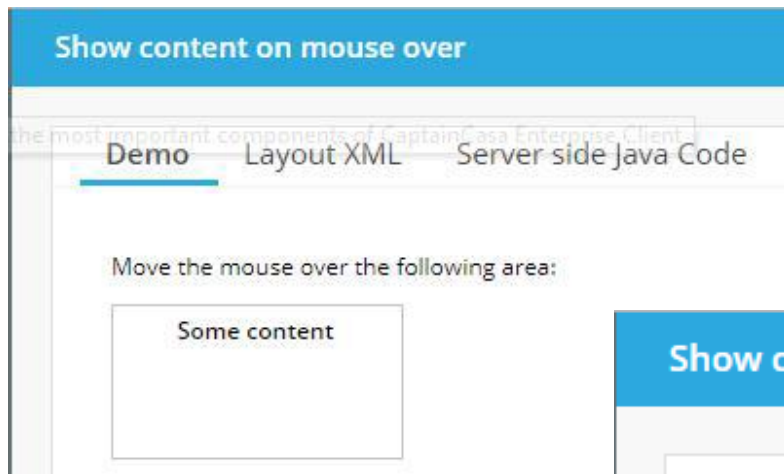 Show content on mouse over
the most important components of CaptainCasa Enterprise Client
Demo Layout XML Server side Java Code
Move the mouse over the following area:
Some content
Show c